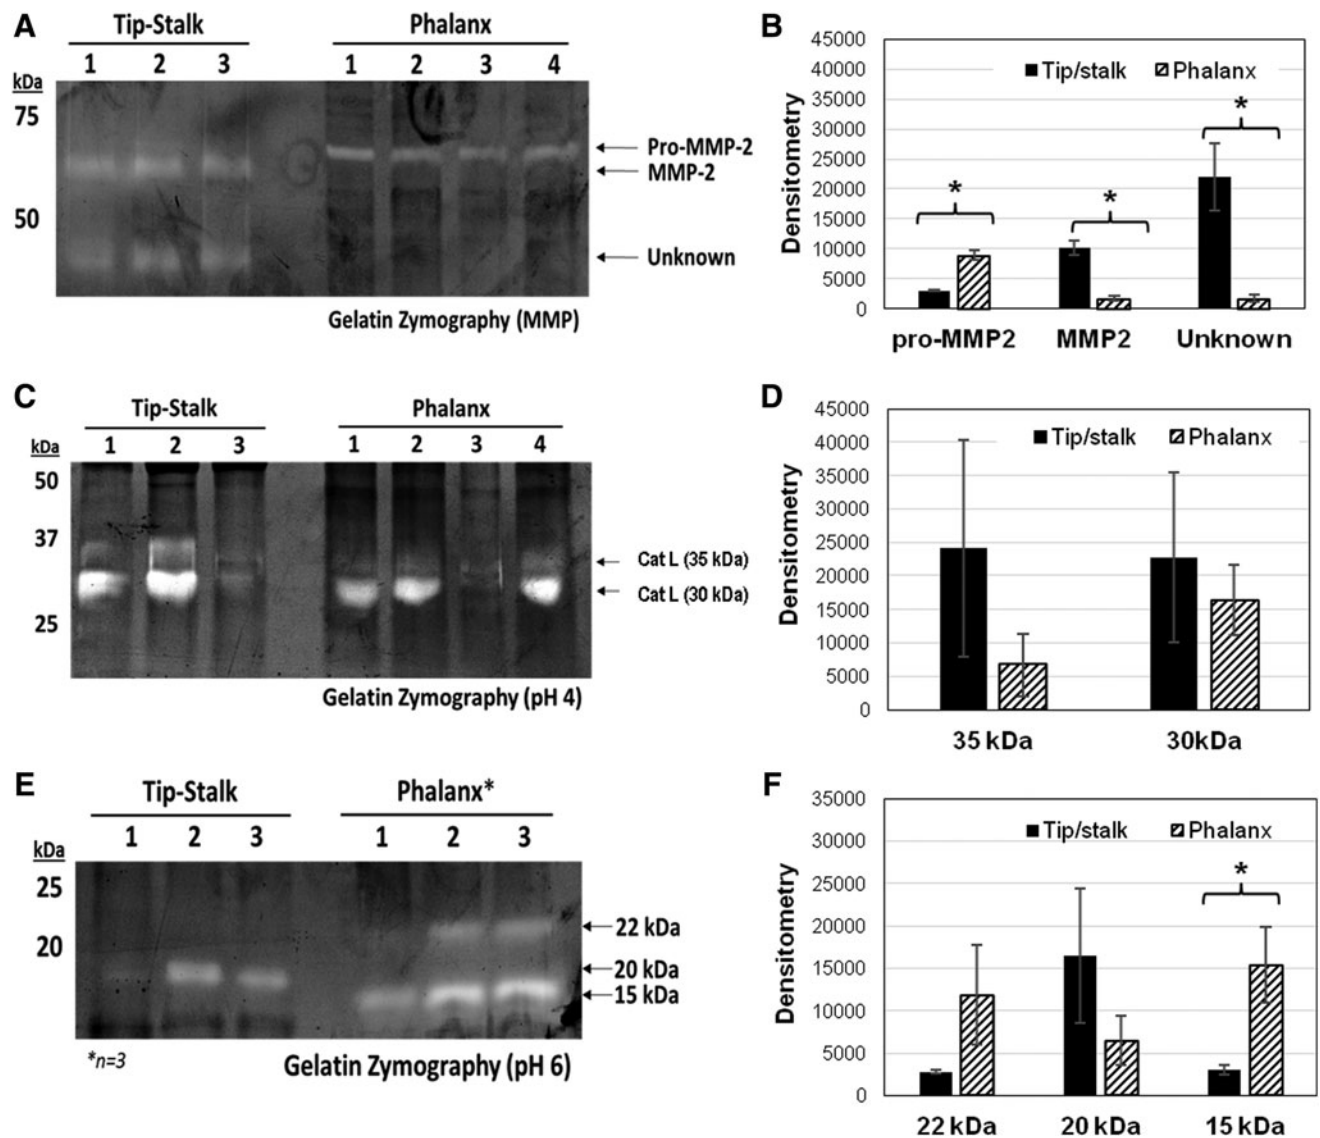 A
Tip-Stalk Phalanx
1 2 3 1 2 3 4
kDa
75
50
Pro-MMP-2
MMP-2
Unknown
Gelatin Zymography (MMP)
B
45000
40000
35000
30000
25000
20000
15000
10000
5000
0
Densitometry
Tip/stalk Phalanx
* * *
pro-MMP2 MMP2 Unknown
C
Tip-Stalk Phalanx
1 2 3 1 2 3 4
kDa
50
37
25
Cat L (35 kDa)
Cat L (30 kDa)
Gelatin Zymography (pH 4)
D
45000
40000
35000
30000
25000
20000
15000
10000
5000
0
Densitometry
Tip/stalk Phalanx
35 kDa 30kDa
E
Tip-Stalk Phalanx*
1 2 3 1 2 3
kDa
25
20
22 kDa
20 kDa
15 kDa
*n=3
Gelatin Zymography (pH 6)
F
35000
30000
25000
20000
15000
10000
5000
0
Densitometry
Tip/stalk Phalanx
*
22 kDa 20 kDa 15 kDa